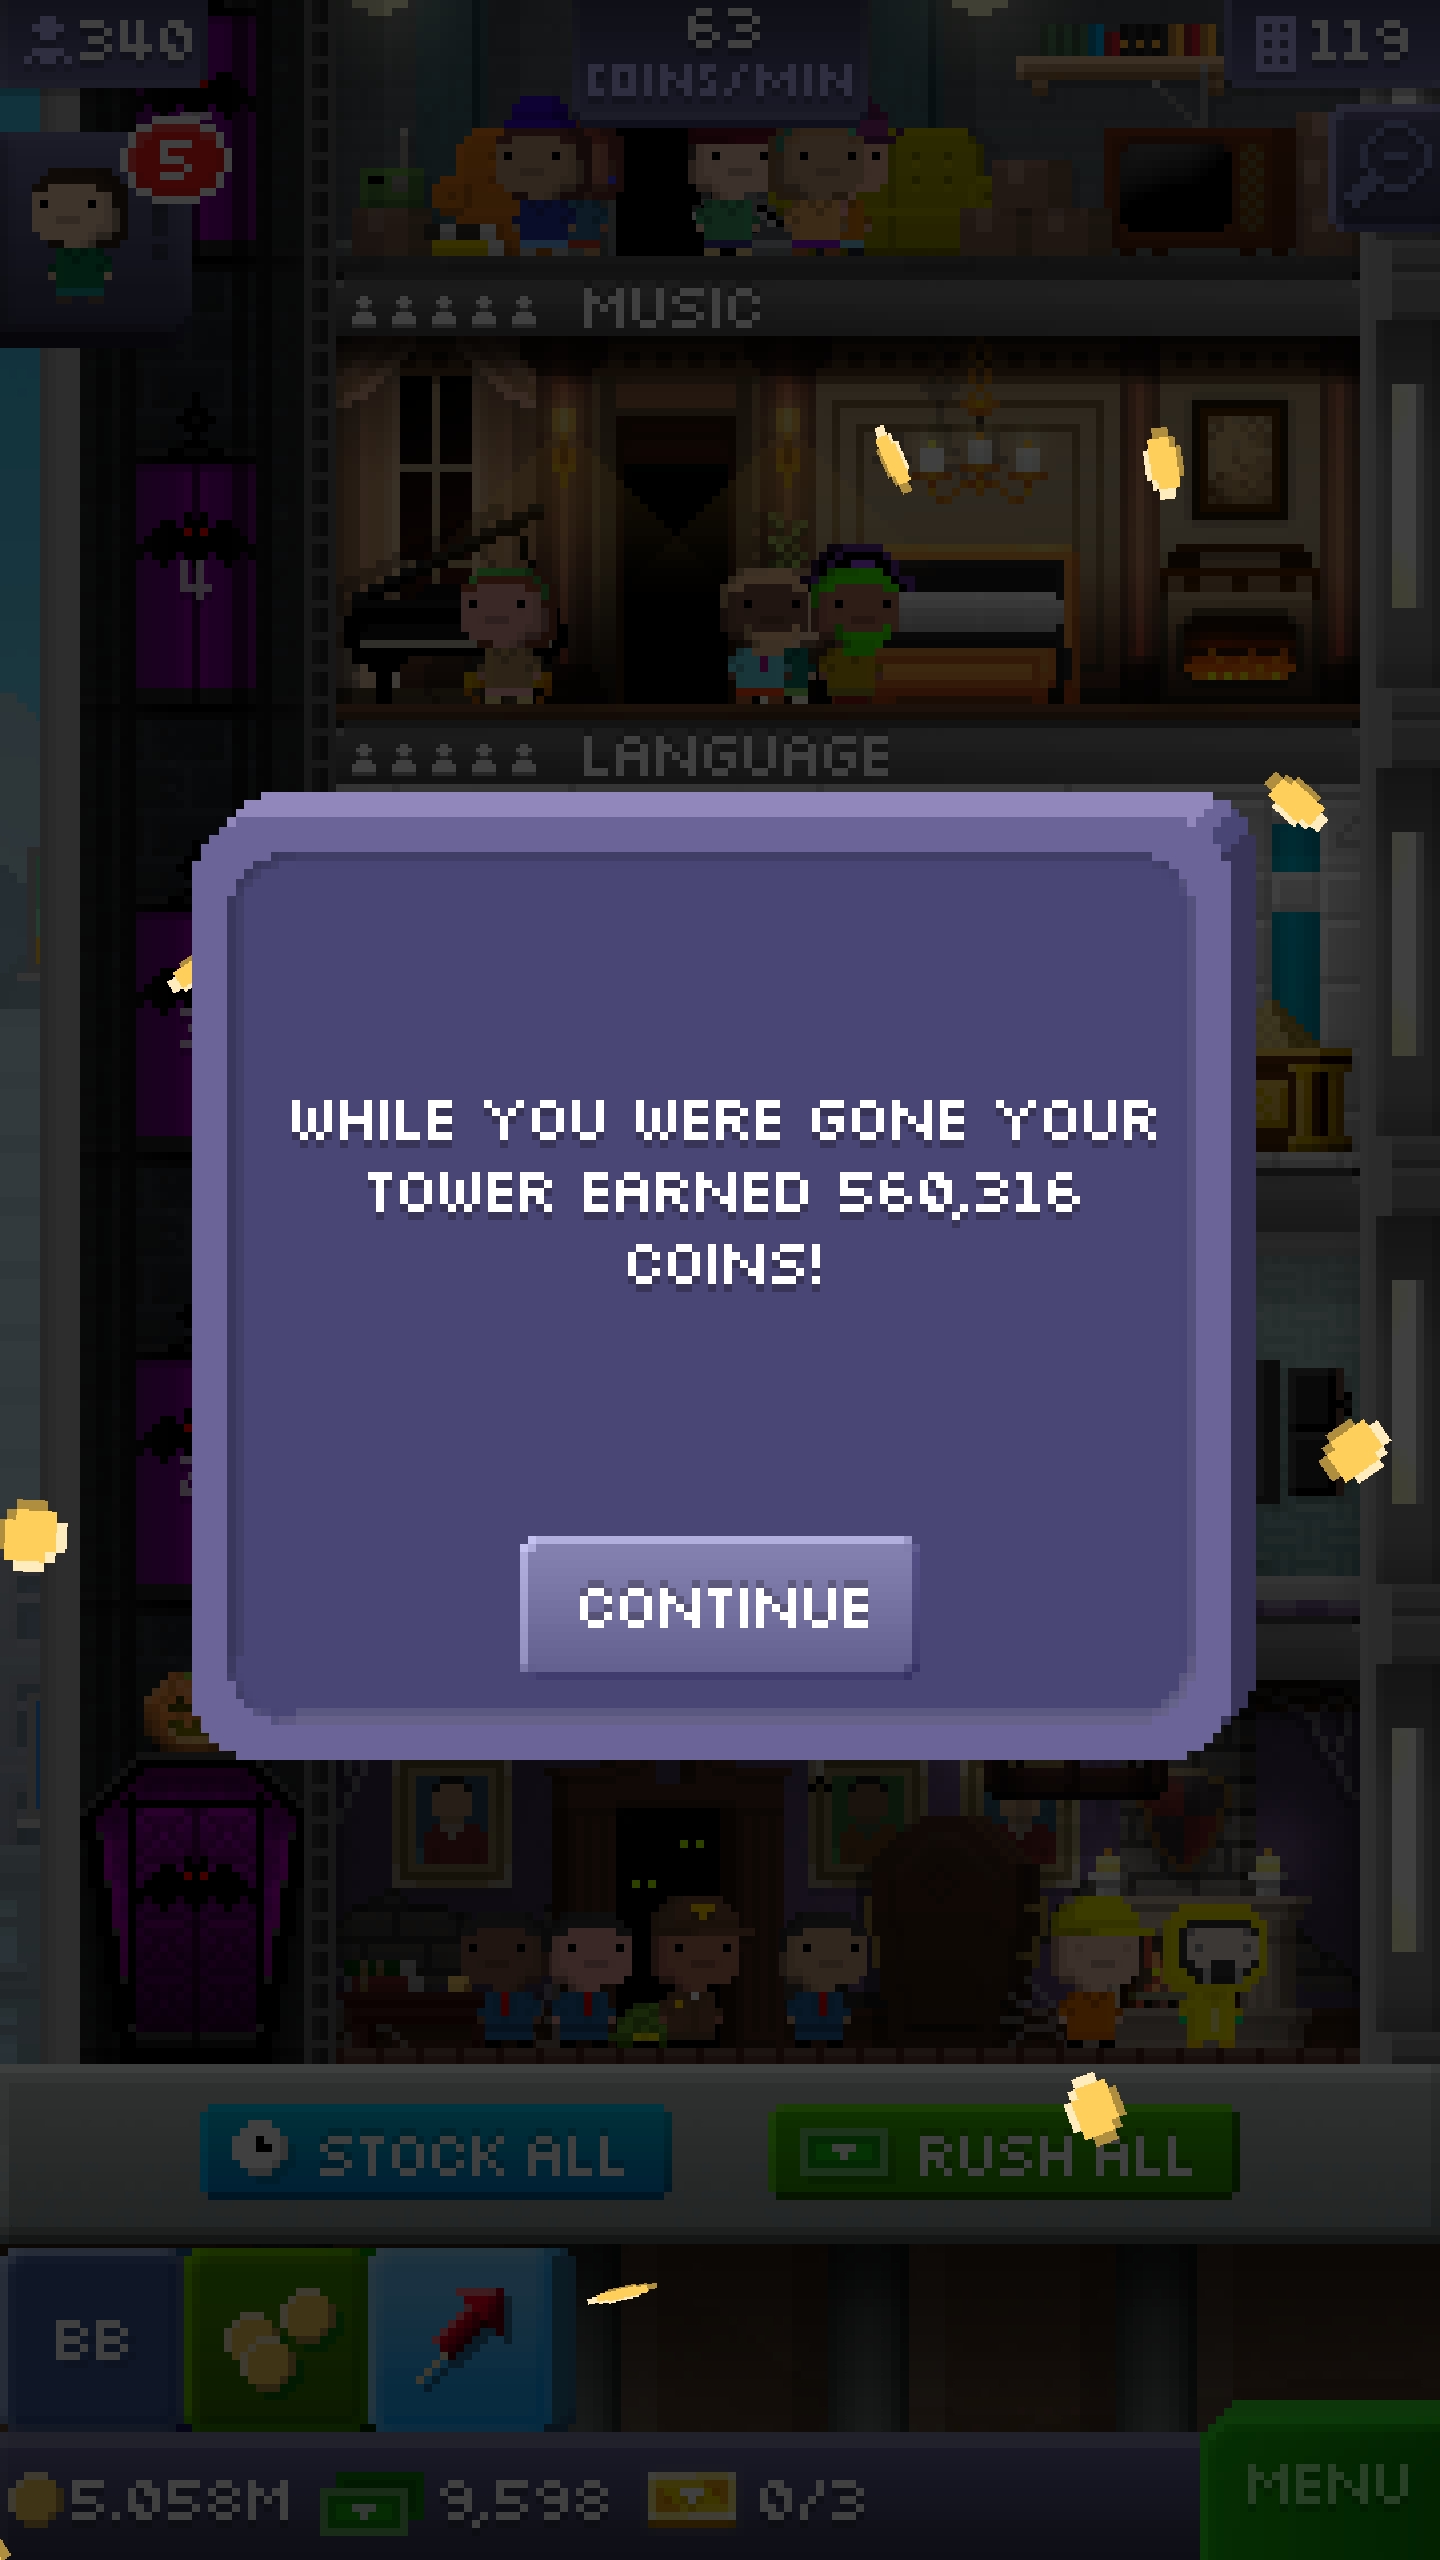 340
63
COINS/MIN
119
5
MUSIC
4
LANGUAGE
WHILE YOU WERE GONE YOUR
TOWER EARNED 560,316
COINS!
CONTINUE
STOCK ALL
RUSH ALL
BB
5.058M
9,598
0/3
MENU